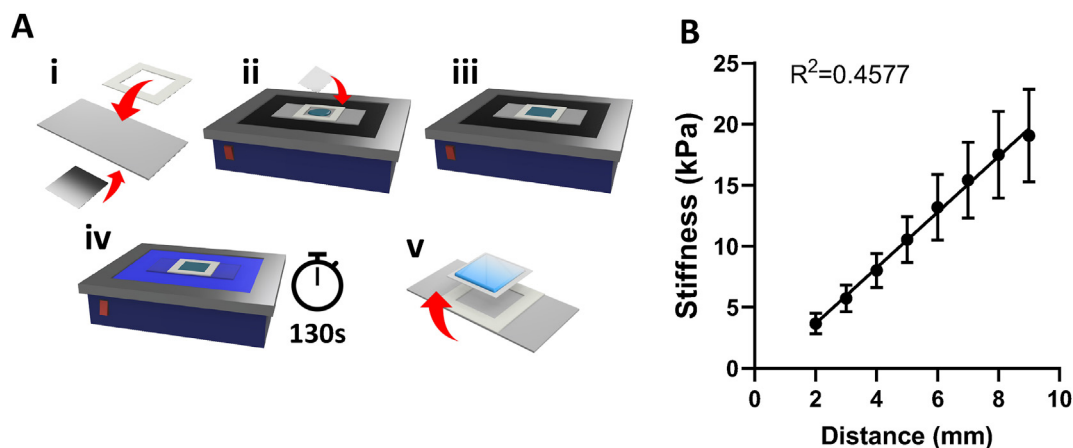 A
i
ii
iii
iv
130s
v
B
R²=0.4577
Stiffness (kPa)
25
20
15
10
5
0
0 2 4 6 8 10
Distance (mm)